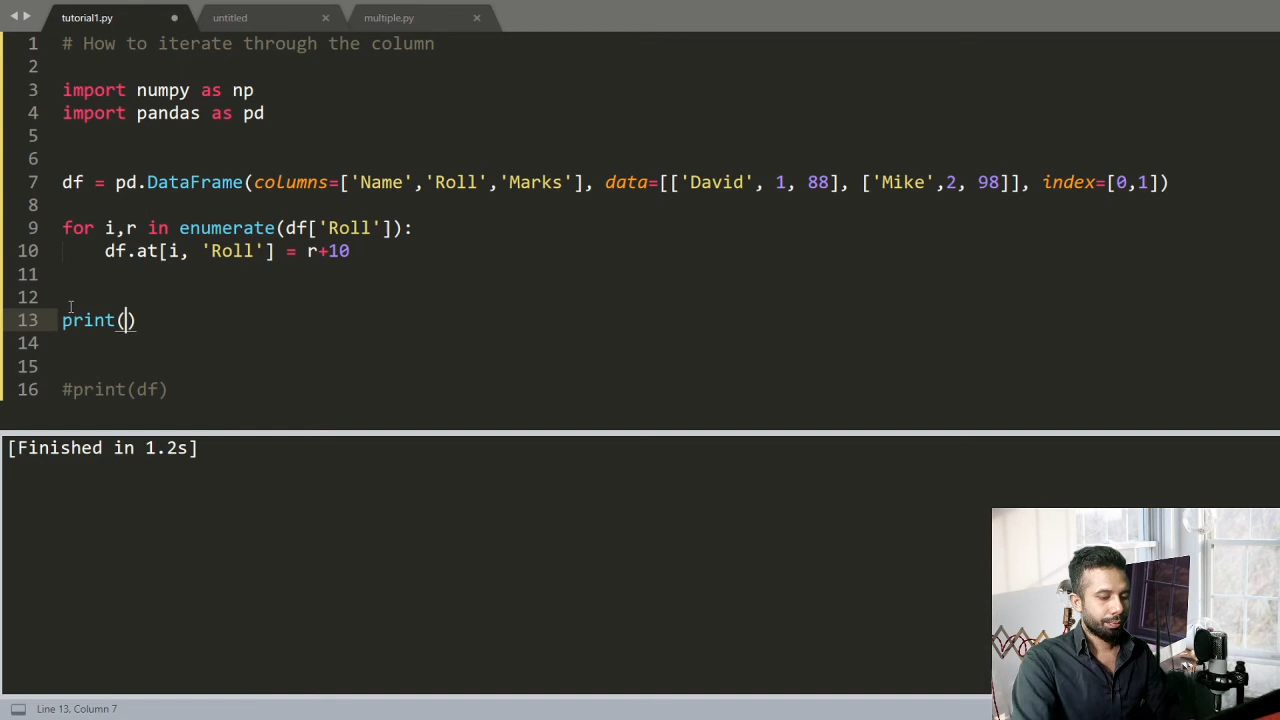 tutorial1.py
untitled
multiple.py
1 # How to iterate through the column
2
3 import numpy as np
4 import pandas as pd
5
6
7 df = pd.DataFrame(columns=['Name','Roll','Marks'], data=[['David', 1, 88], ['Mike',2, 98]], index=[0,1])
8
9 for i,r in enumerate(df['Roll']):
10 df.at[i, 'Roll'] = r+10
11
12
13 print()
14
15
16 #print(df)
[Finished in 1.2s]
Line 13, Column 7